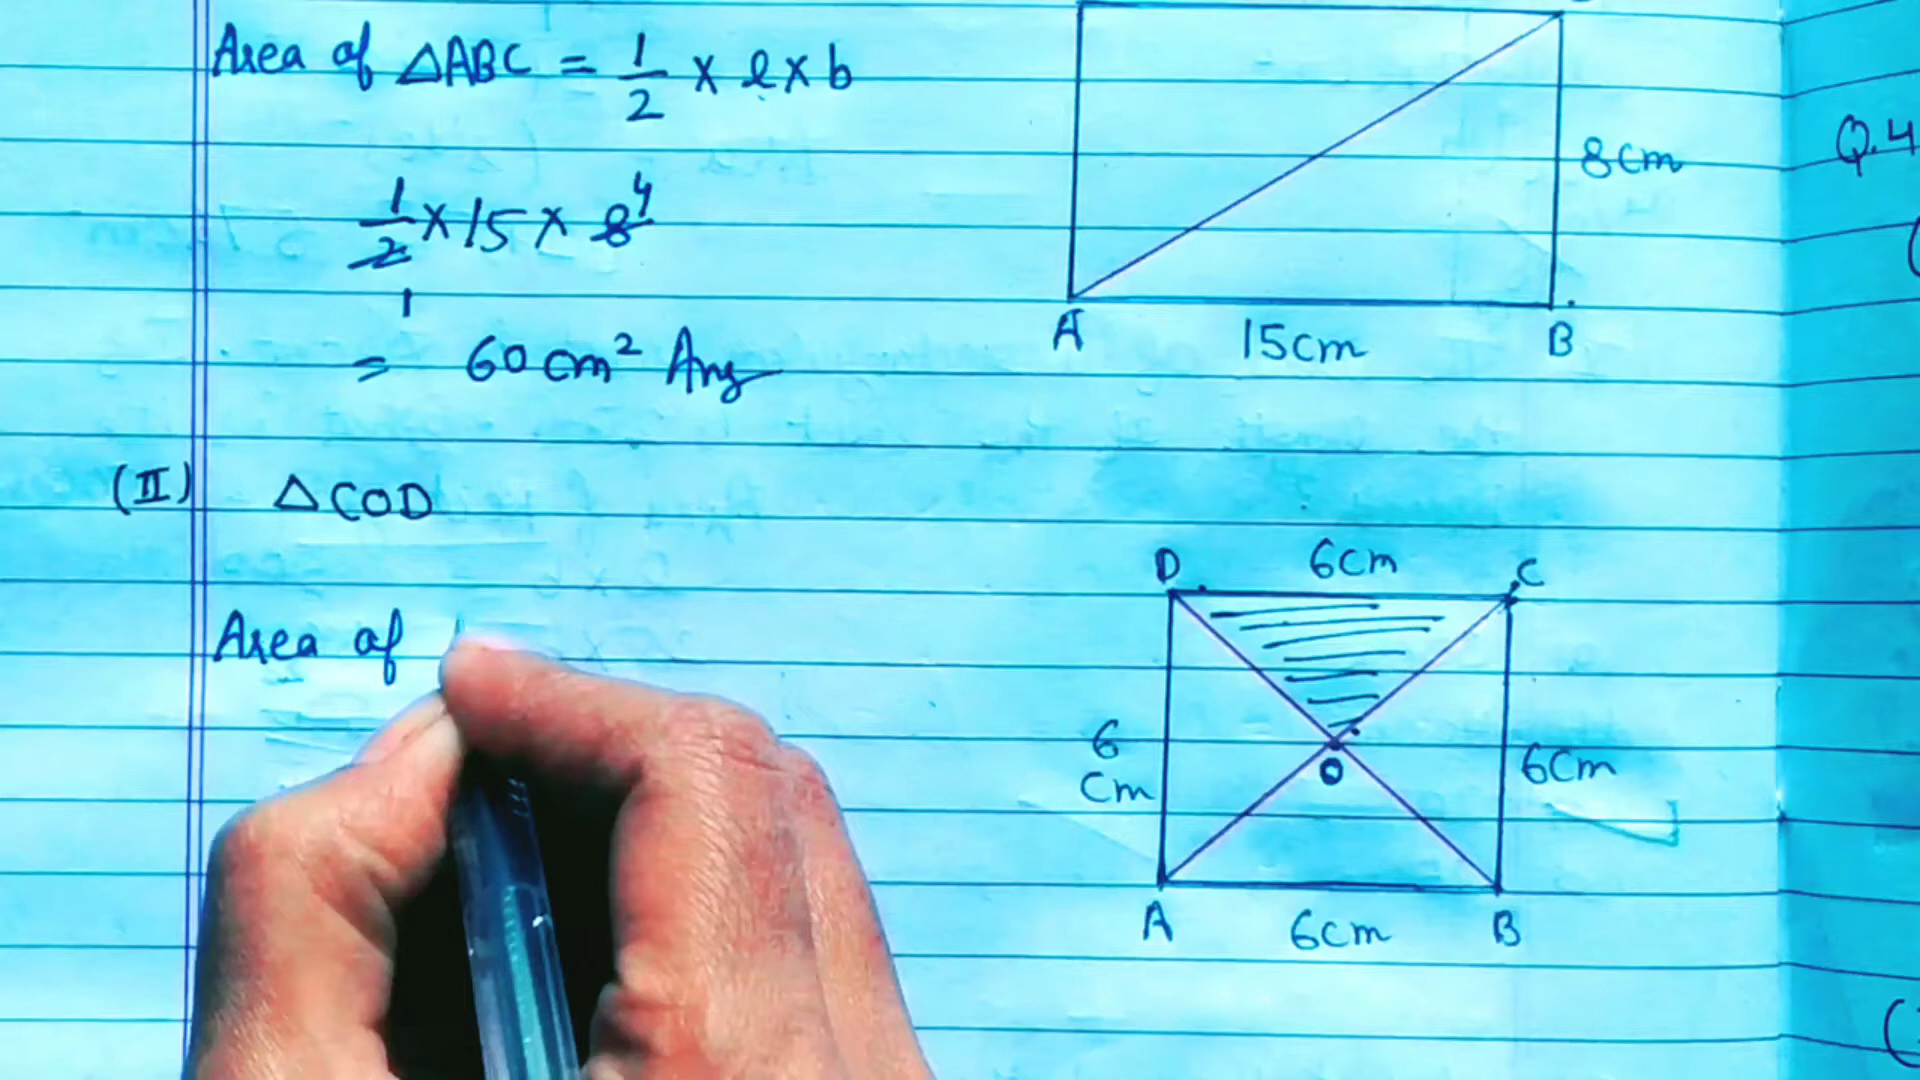 Area of △ABC = 1/2 × l × b
1/2 × 15 × 8 4
1
= 60 cm² Ans
8cm
A 15cm B
Q.4
(II) △COD
Area of
D 6cm C
6 cm
6cm
O
A 6cm B